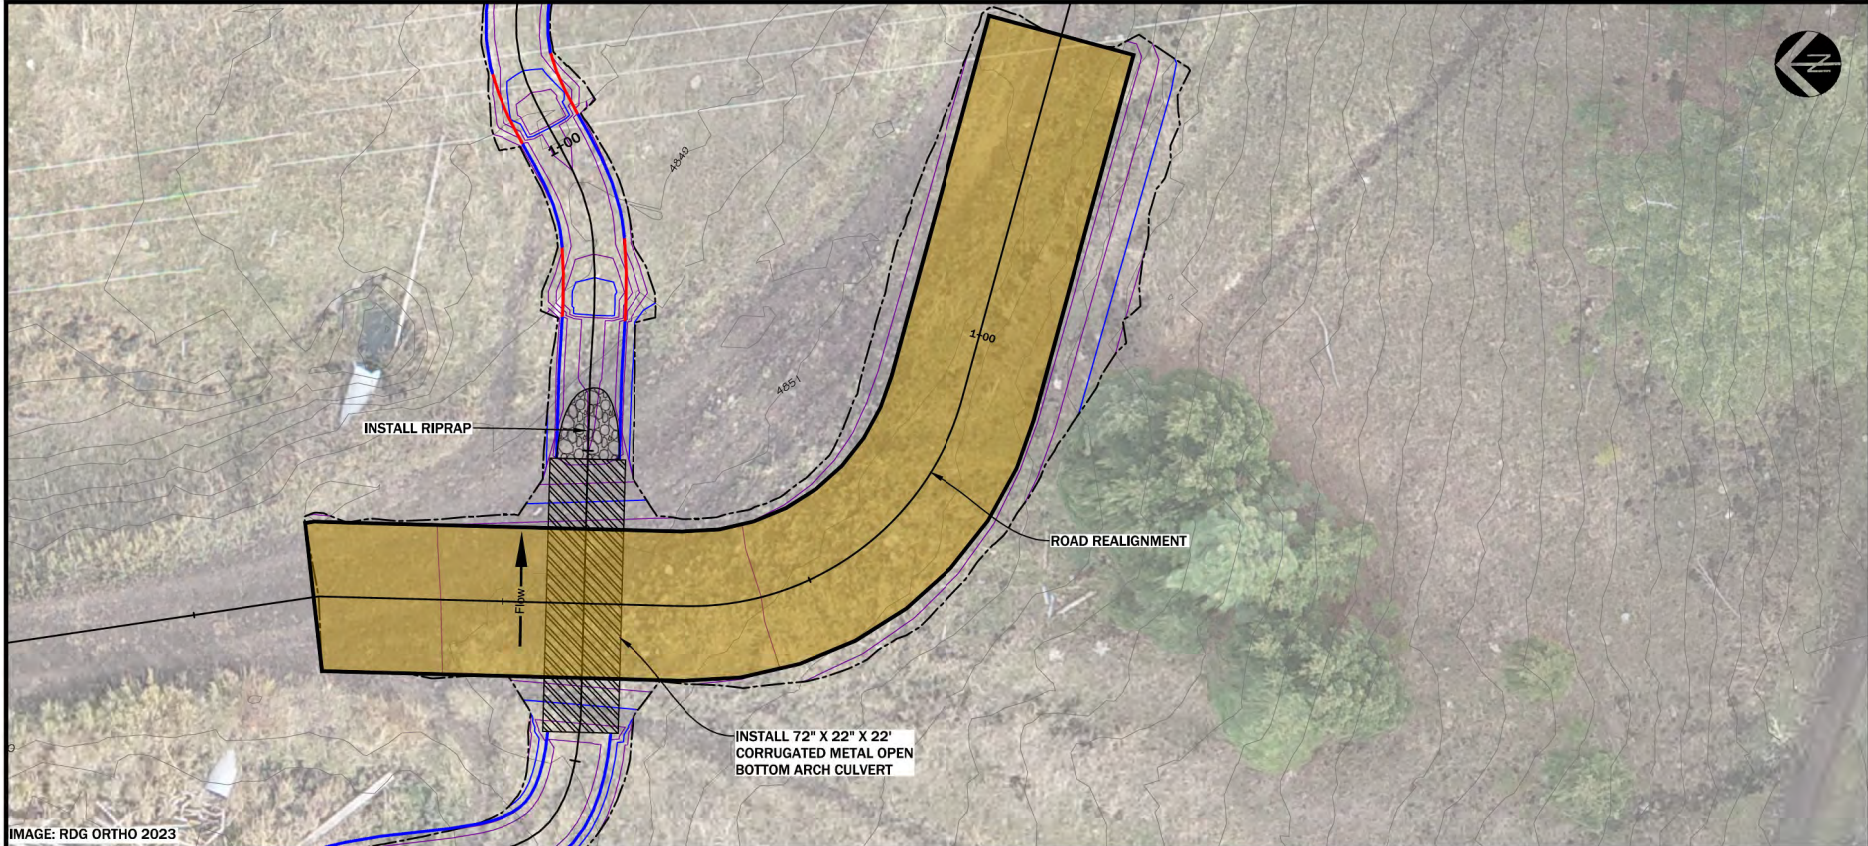 1+00
4849
4851
1+00
INSTALL RIPRAP
Flow
ROAD REALIGNMENT
INSTALL 72" X 22" X 22'
CORRUGATED METAL OPEN
BOTTOM ARCH CULVERT
IMAGE: RDG ORTHO 2023